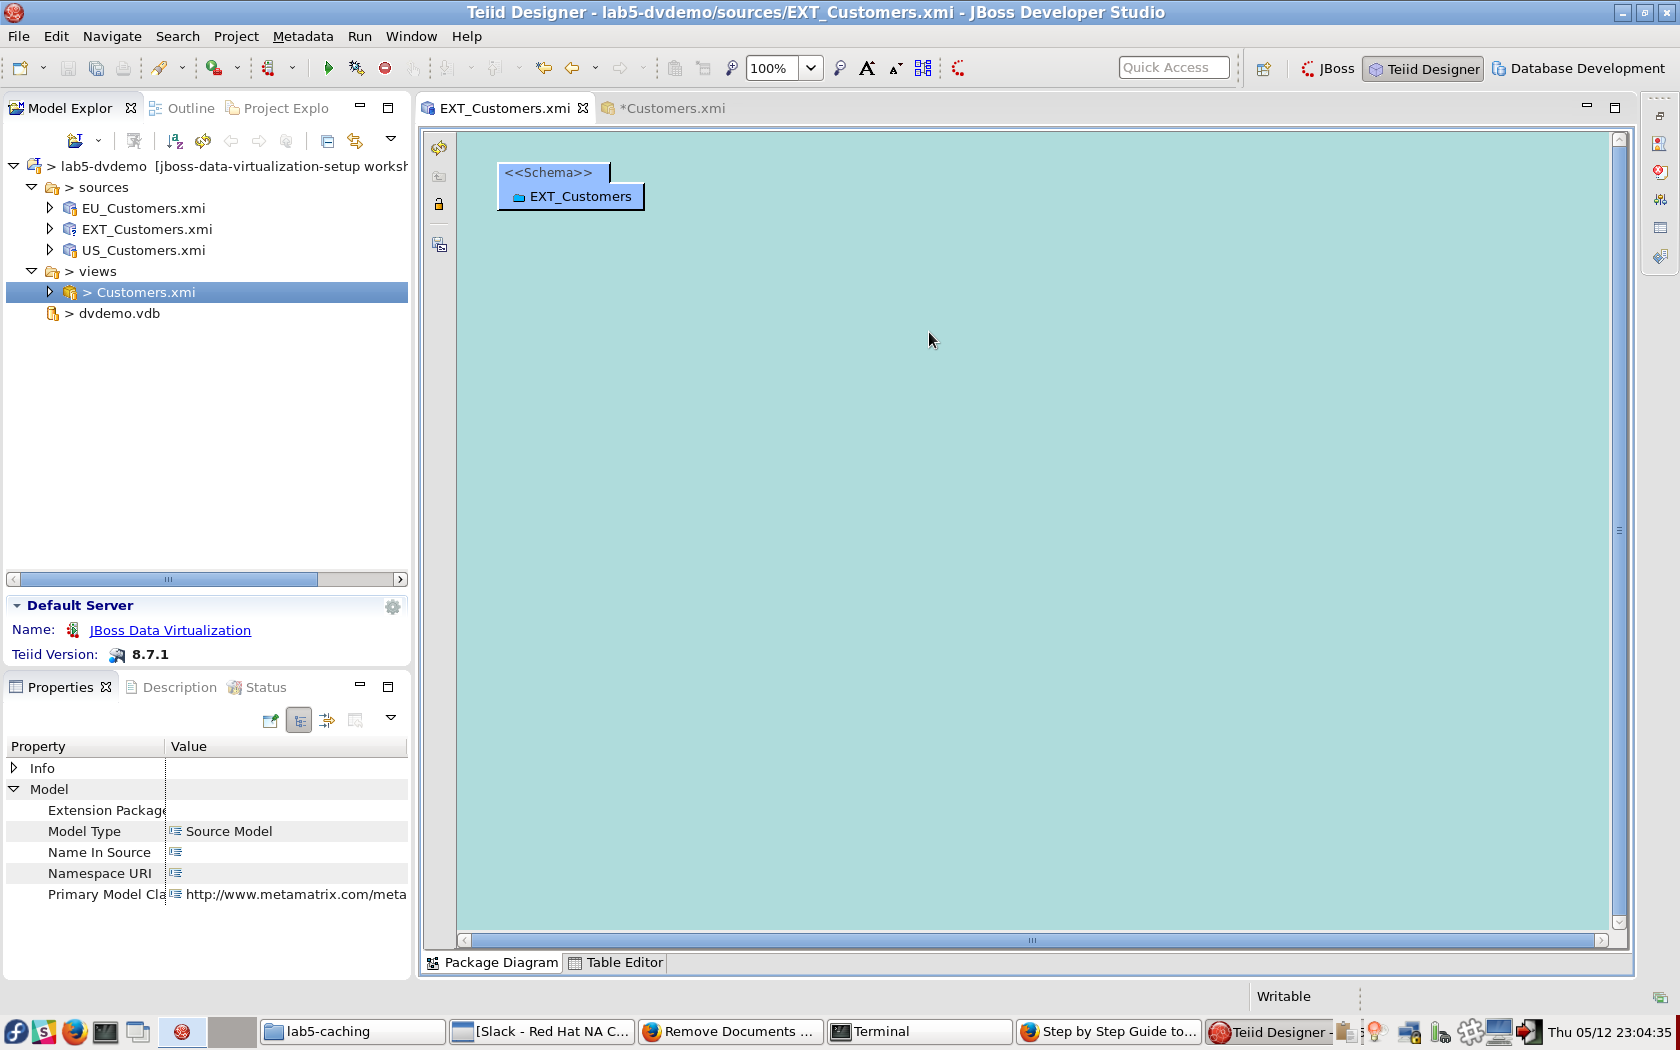 Teiid Designer - lab5-dvdemo/sources/EXT_Customers.xmi - JBoss Developer Studio
File Edit Navigate Search Project Metadata Run Window Help
100%
Quick Access
JBoss
Teiid Designer
Database Development
Model Explor
Outline
Project Explo
EXT_Customers.xmi
*Customers.xmi
> lab5-dvdemo [jboss-data-virtualization-setup worksh
> sources
EU_Customers.xmi
EXT_Customers.xmi
US_Customers.xmi
> views
> Customers.xmi
> dvdemo.vdb
<<Schema>>
EXT_Customers
Default Server
Name: JBoss Data Virtualization
Teiid Version: 8.7.1
Properties
Description
Status
Property Value
Info
Model
Extension Package
Model Type Source Model
Name In Source
Namespace URI
Primary Model Cla http://www.metamatrix.com/meta
Package Diagram
Table Editor
Writable
lab5-caching
[Slack - Red Hat NA C...
Remove Documents ...
Terminal
Step by Step Guide to...
Teiid Designer -
Thu 05/12 23:04:35